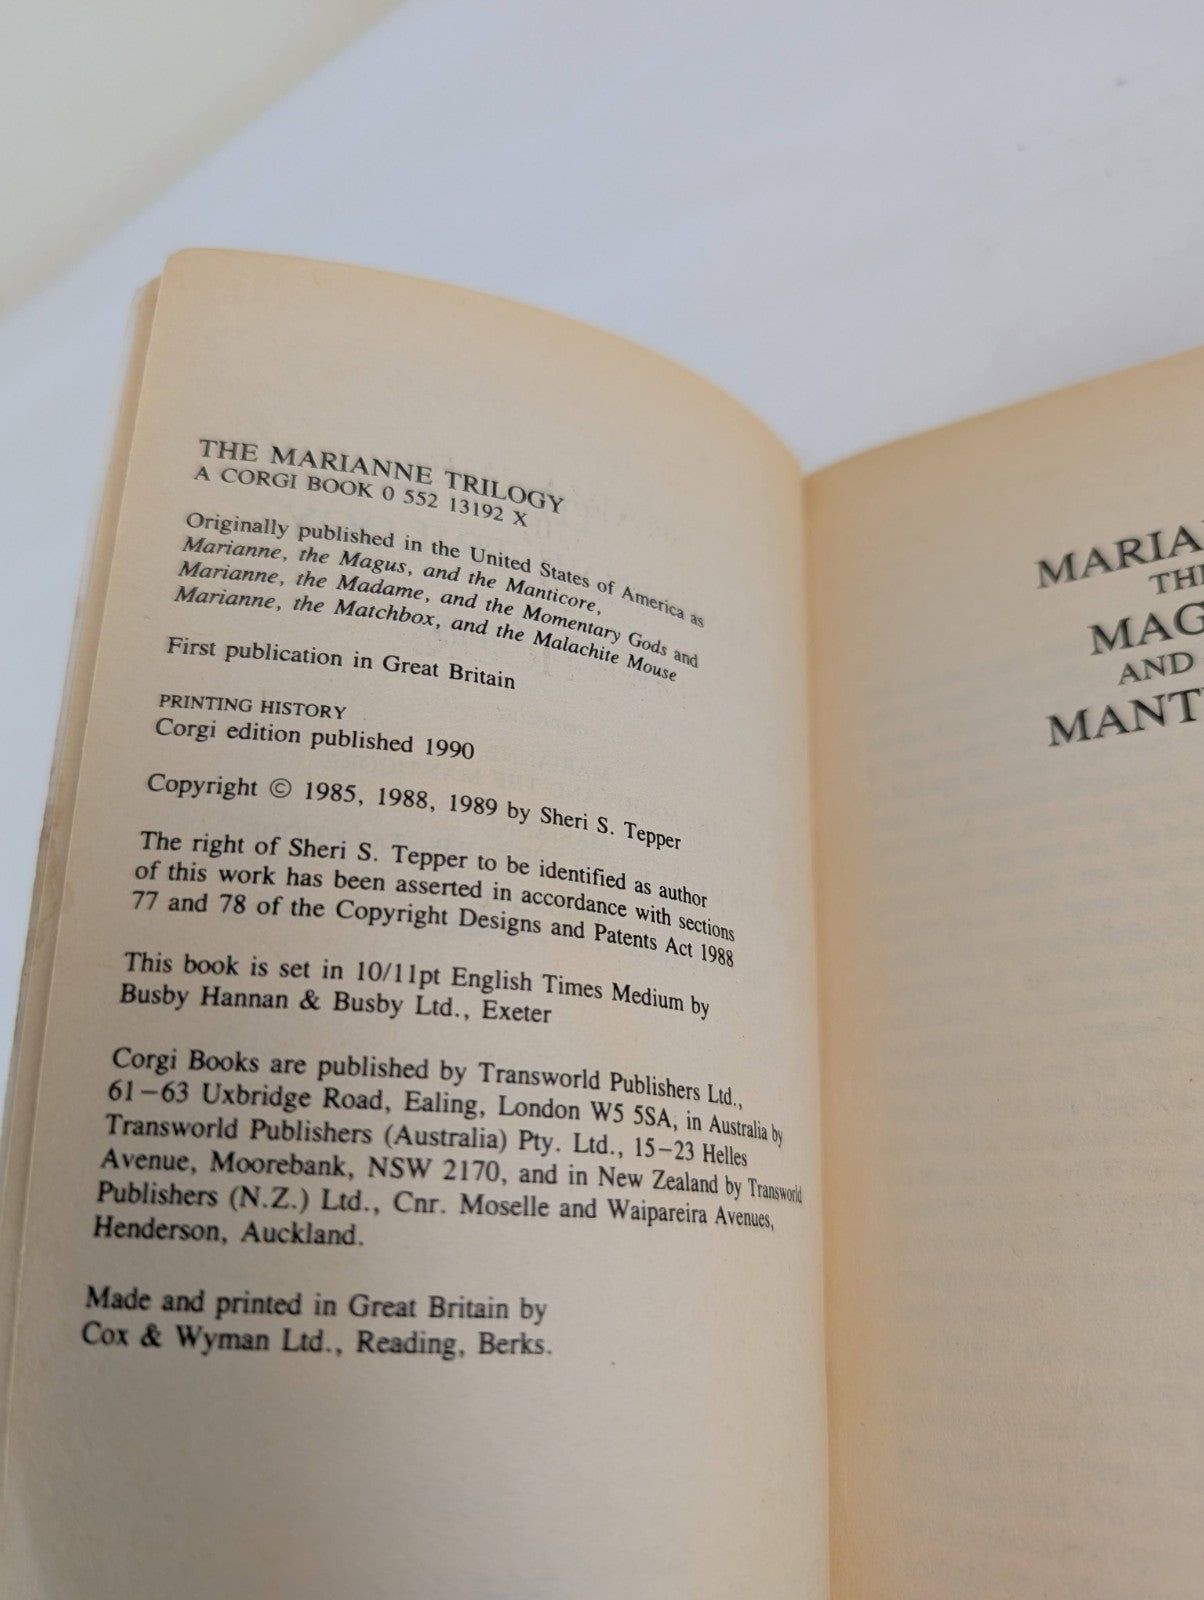 THE MARIANNE TRILOGY
A CORGI BOOK 0 552 13192 X
Originally published in the United States of America as
Marianne, the Magus, and the Manticore,
Marianne, the Madame, and the Momentary Gods and
Marianne, the Matchbox, and the Malachite Mouse
First publication in Great Britain
PRINTING HISTORY
Corgi edition published 1990
Copyright © 1985, 1988, 1989 by Sheri S. Tepper
The right of Sheri S. Tepper to be identified as author
of this work has been asserted in accordance with sections
77 and 78 of the Copyright Designs and Patents Act 1988
This book is set in 10/11pt English Times Medium by
Busby Hannan & Busby Ltd., Exeter
Corgi Books are published by Transworld Publishers Ltd.,
61–63 Uxbridge Road, Ealing, London W5 5SA, in Australia by
Transworld Publishers (Australia) Pty. Ltd., 15–23 Helles
Avenue, Moorebank, NSW 2170, and in New Zealand by Transworld
Publishers (N.Z.) Ltd., Cnr. Moselle and Waipareira Avenues,
Henderson, Auckland.
Made and printed in Great Britain by
Cox & Wyman Ltd., Reading, Berks.
MARIA
TH
MAG
AND
MANT